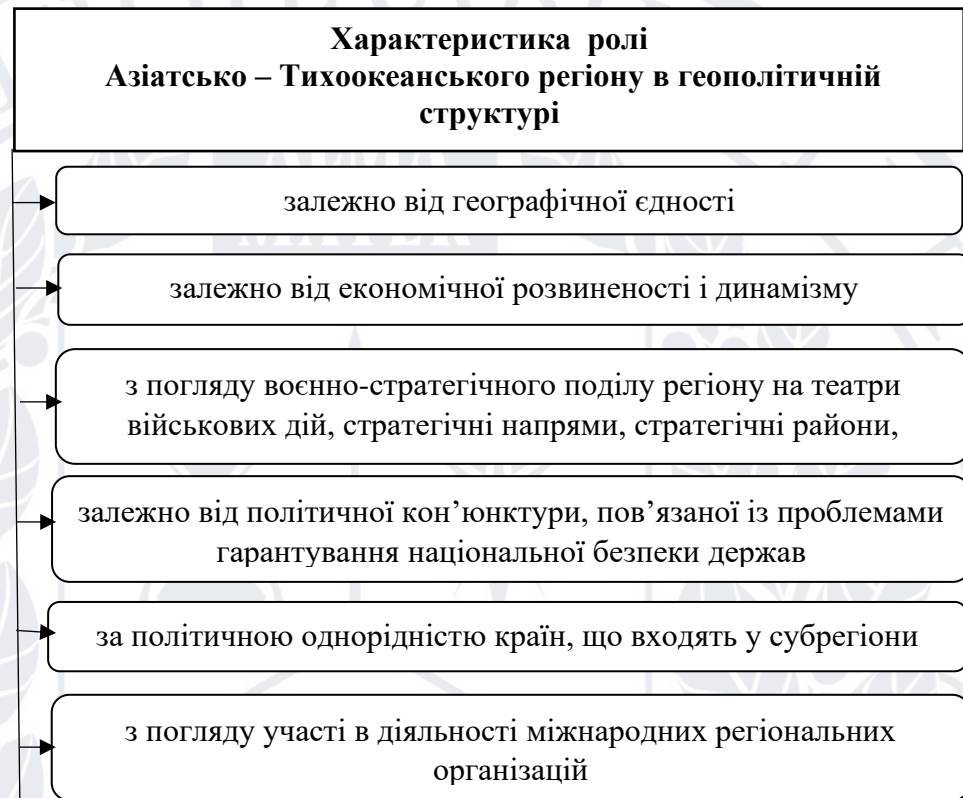 Характеристика ролі
Азіатсько – Тихоокеанського регіону в геополітичній
структурі
залежно від географічної єдності
залежно від економічної розвиненості і динамізму
з погляду воєнно-стратегічного поділу регіону на театри
військових дій, стратегічні напрями, стратегічні райони,
залежно від політичної кон’юнктури, пов’язаної із проблемами
гарантування національної безпеки держав
за політичною однорідністю країн, що входять у субрегіони
з погляду участі в діяльності міжнародних регіональних
організацій